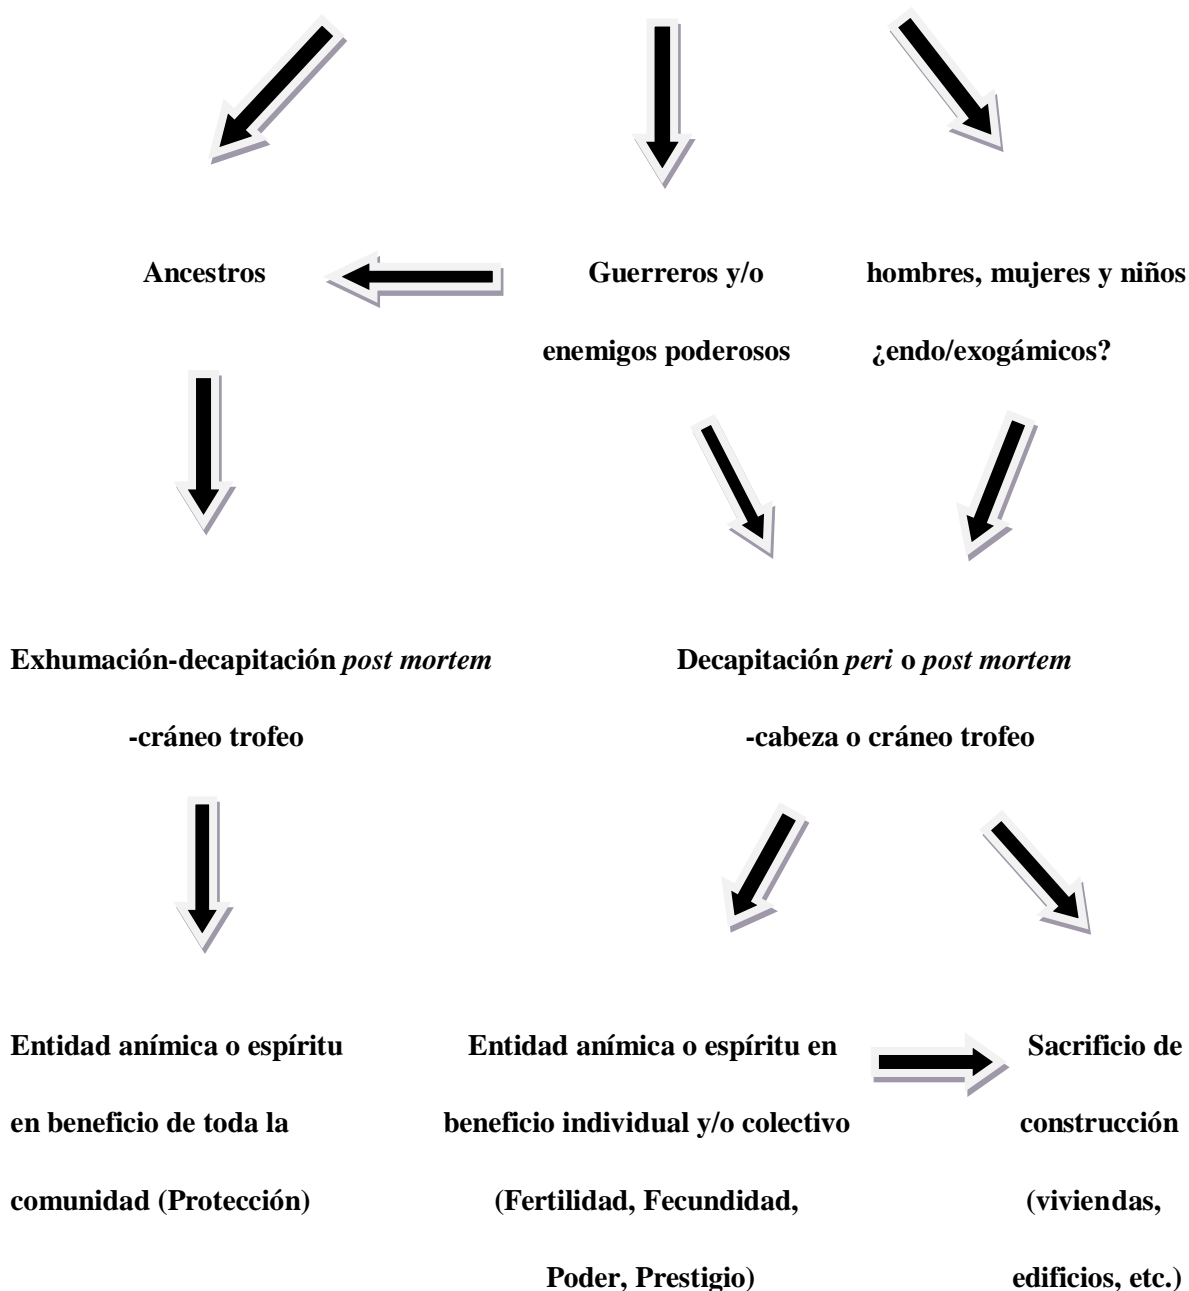 Ancestros
Guerreros y/o
enemigos poderosos
hombres, mujeres y niños
¿endo/exogámicos?
Exhumación-decapitación post mortem
-cráneo trofeo
Decapitación peri o post mortem
-cabeza o cráneo trofeo
Entidad anímica o espíritu
en beneficio de toda la
comunidad (Protección)
Entidad anímica o espíritu en
beneficio individual y/o colectivo
(Fertilidad, Fecundidad,
Poder, Prestigio)
Sacrificio de
construcción
(viviendas,
edificios, etc.)